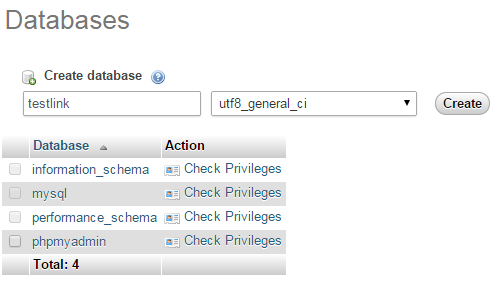 Databases
Create database
testlink utf8_general_ci Create
Database Action
information_schema Check Privileges
mysql Check Privileges
performance_schema Check Privileges
phpmyadmin Check Privileges
Total: 4